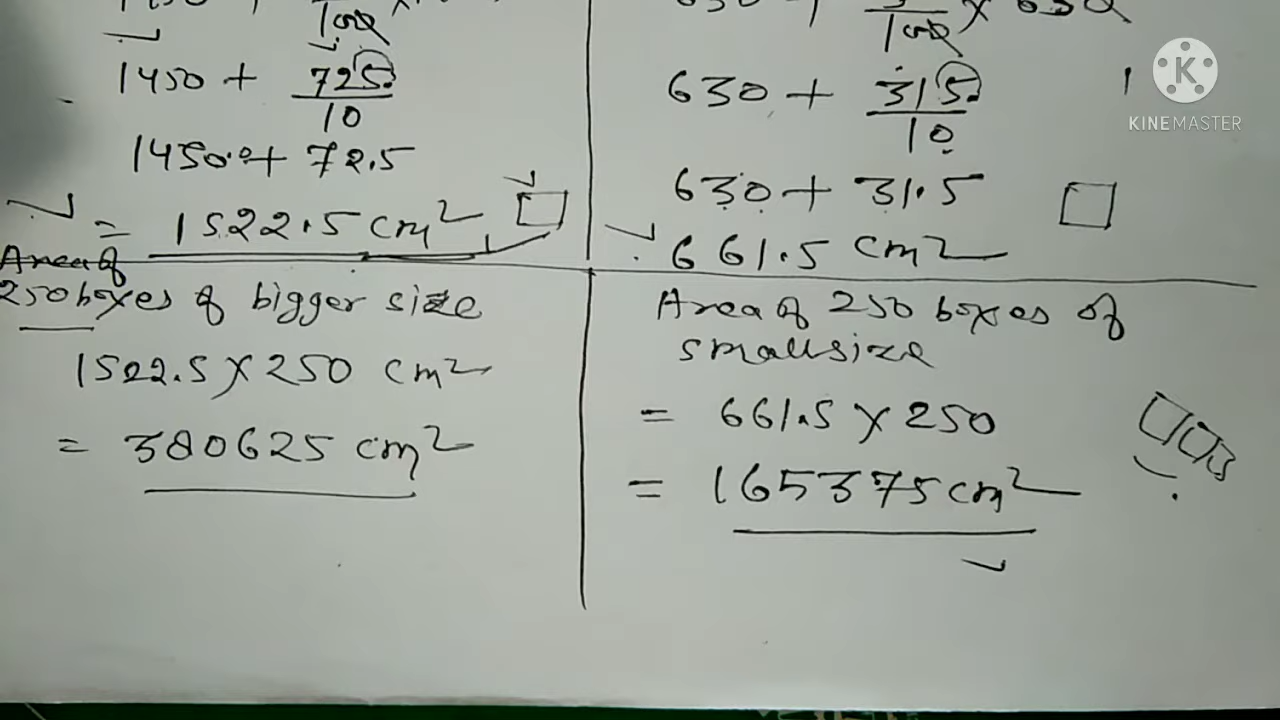 1450 + 725/10
1450 + 72.5
= 1522.5 cm²
Area of
250 boxes of bigger size
1522.5 × 250 cm²
= 380625 cm²
630 + 315/10
630 + 31.5
661.5 cm²
Area of 250 boxes of
small size
= 661.5 × 250
= 165375 cm²
K
KINEMASTER